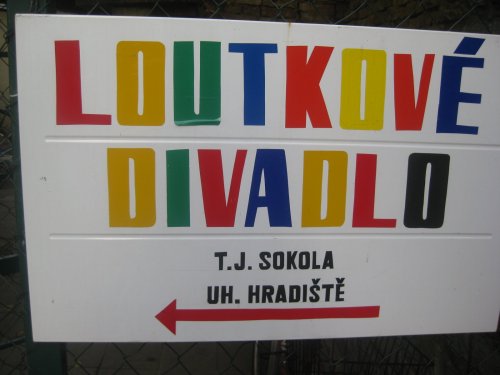 LOUTKOVÉ
DIVADLO
T.J. SOKOLA
UH. HRADIŠTĚ